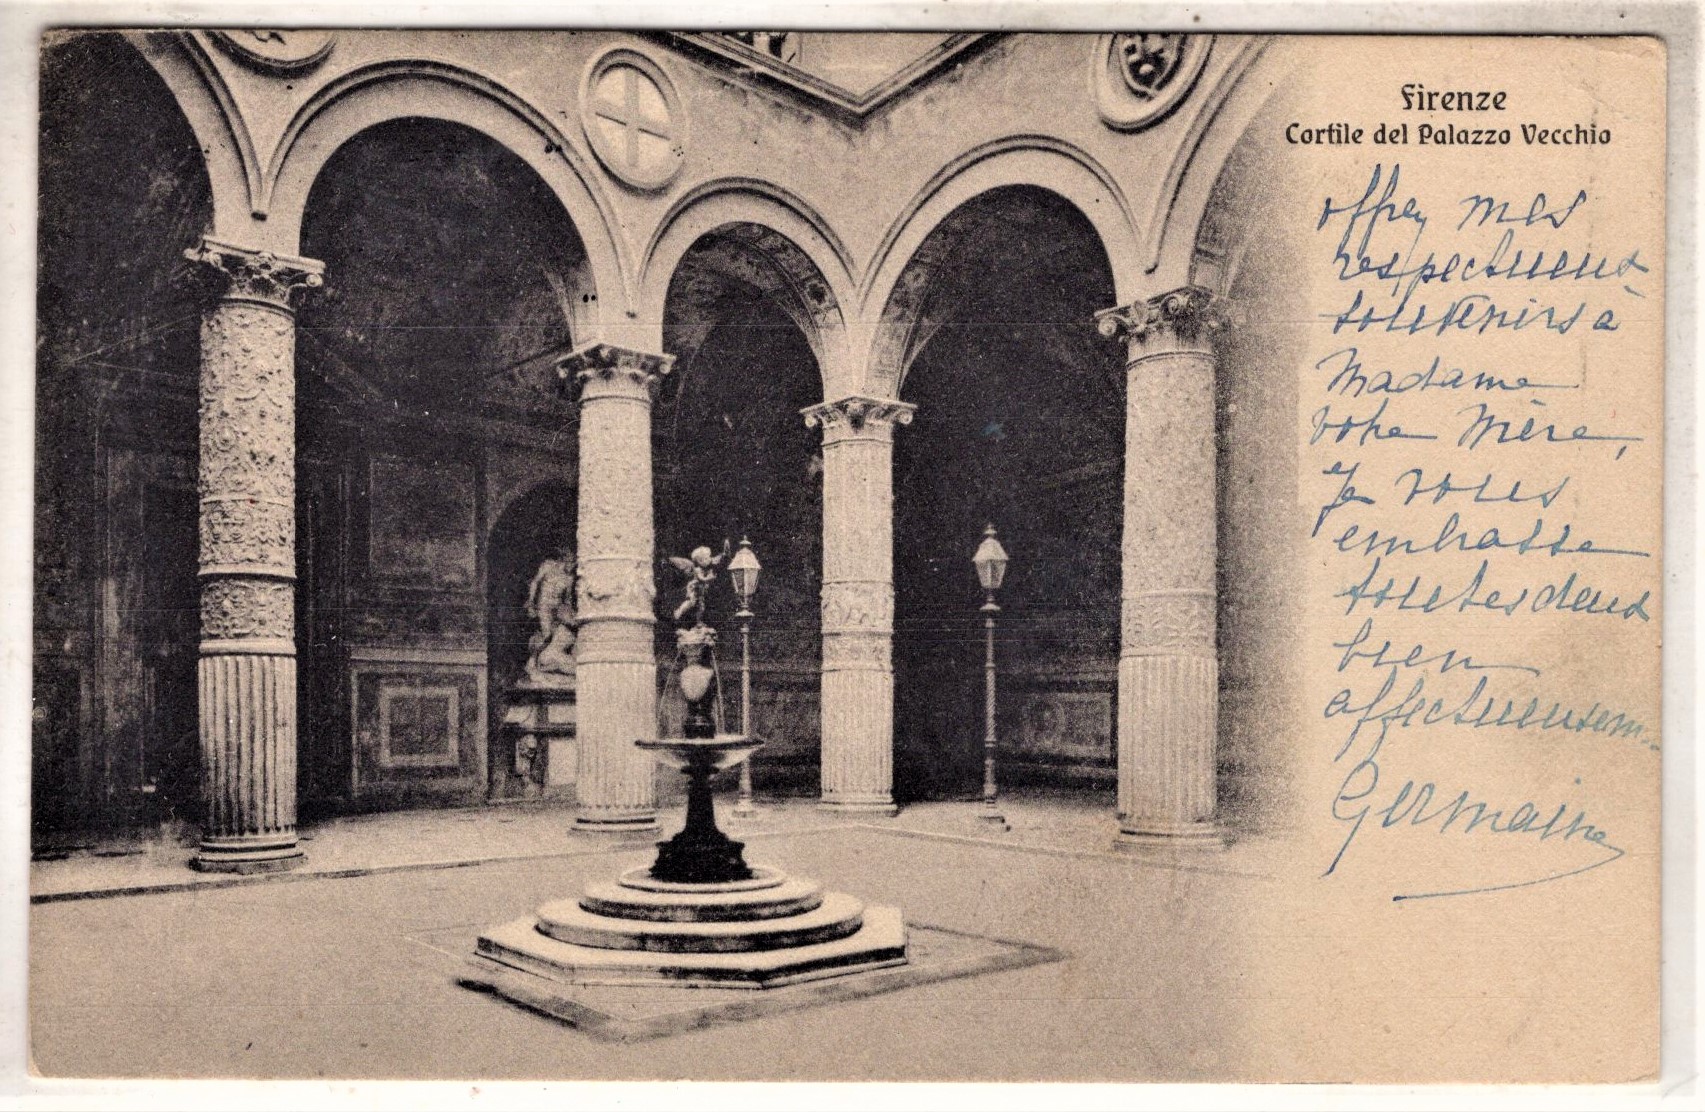 Firenze
Cortile del Palazzo Vecchio
offrez mes
respectueux
souvenirs à
Madame
votre Mère,
Je vous
embrasse
toutes deux
bien
affectueusem..
Germaine